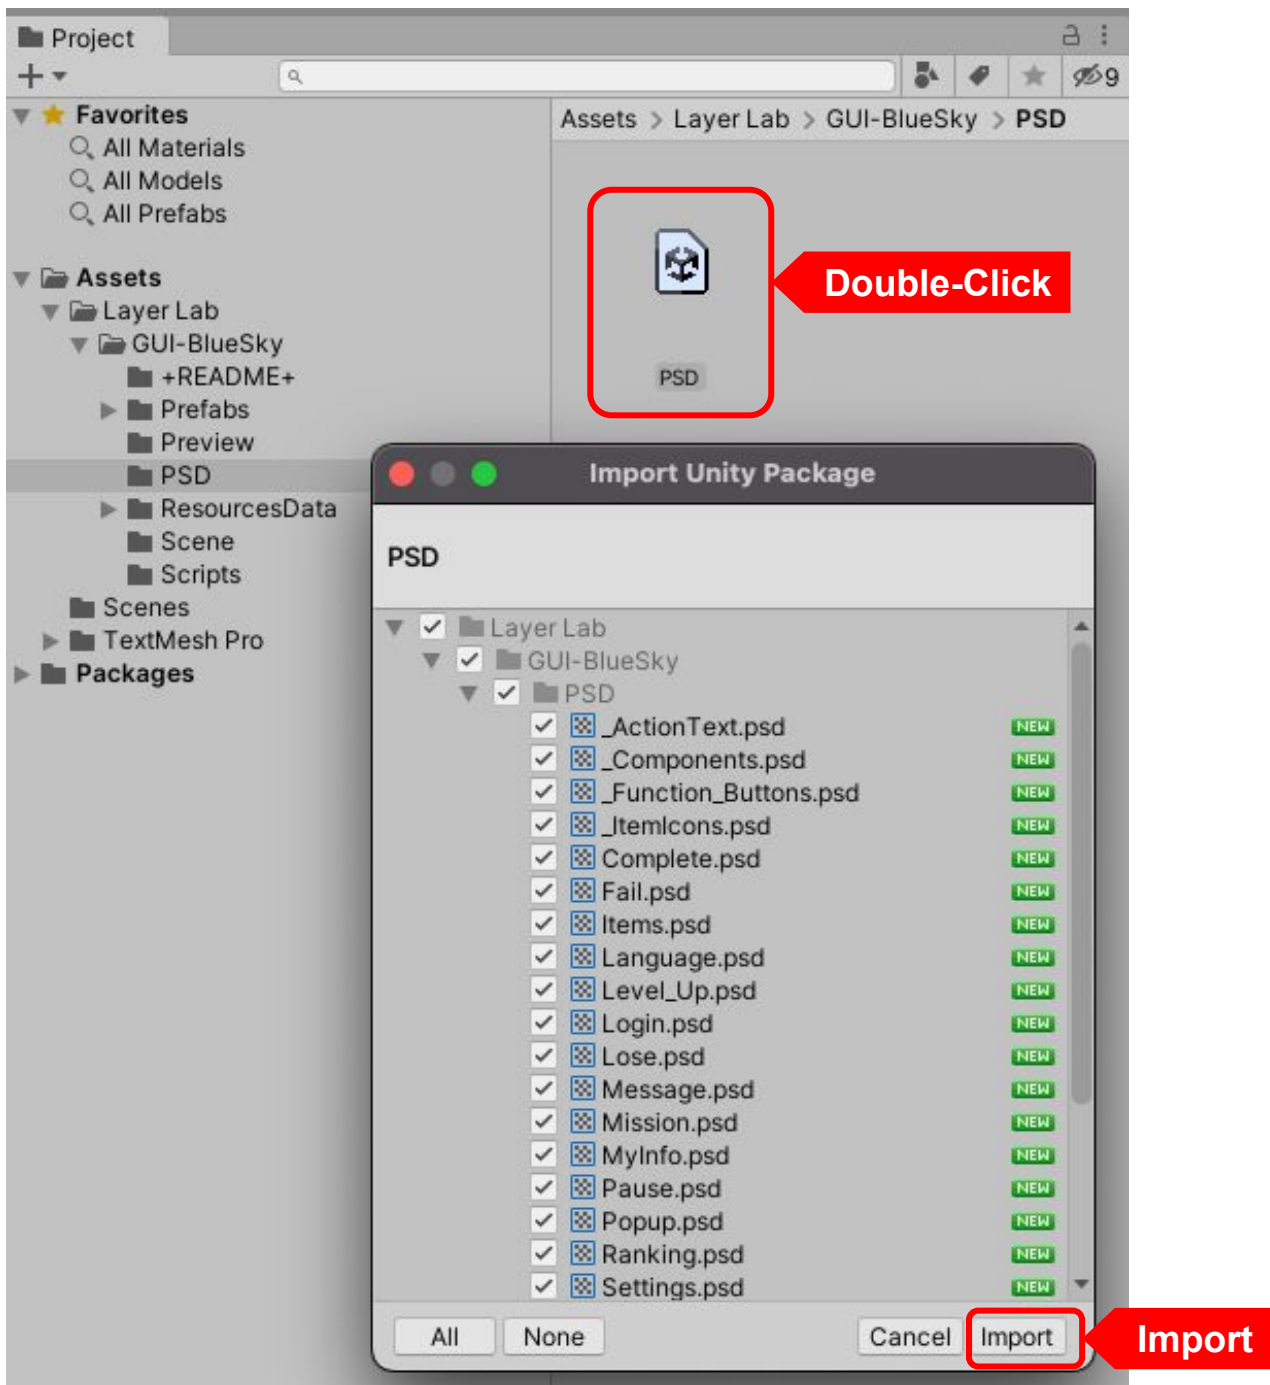 Project
9
Favorites
All Materials
All Models
All Prefabs
Assets
Layer Lab
GUI-BlueSky
+README+
Prefabs
Preview
PSD
ResourcesData
Scene
Scripts
Scenes
TextMesh Pro
Packages
Assets > Layer Lab > GUI-BlueSky > PSD
PSD
Double-Click
Import Unity Package
PSD
Layer Lab
GUI-BlueSky
PSD
_ActionText.psd NEW
_Components.psd NEW
_Function_Buttons.psd NEW
_ItemIcons.psd NEW
Complete.psd NEW
Fail.psd NEW
Items.psd NEW
Language.psd NEW
Level_Up.psd NEW
Login.psd NEW
Lose.psd NEW
Message.psd NEW
Mission.psd NEW
MyInfo.psd NEW
Pause.psd NEW
Popup.psd NEW
Ranking.psd NEW
Settings.psd NEW
All None Cancel Import
Import